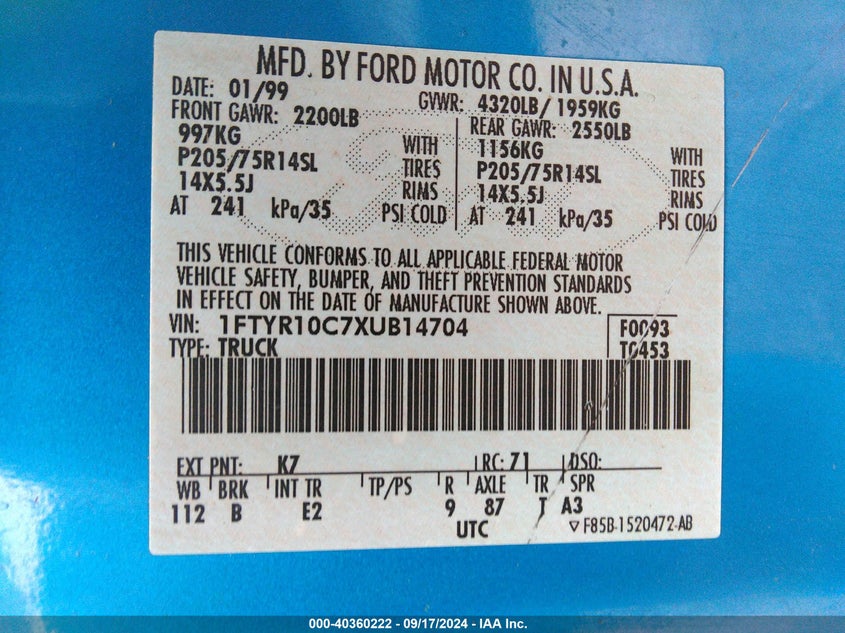 MFD. BY FORD MOTOR CO. IN U.S.A.
DATE: 01/99 GVWR: 4320LB/ 1959KG
FRONT GAWR: 2200LB REAR GAWR: 2550LB
997KG WITH 1156KG WITH
P205/75R14SL TIRES P205/75R14SL TIRES
14X5.5J RIMS 14X5.5J RIMS
AT 241 kPa/35 PSI COLD AT 241 kPa/35 PSI COLD
THIS VEHICLE CONFORMS TO ALL APPLICABLE FEDERAL MOTOR
VEHICLE SAFETY, BUMPER, AND THEFT PREVENTION STANDARDS
IN EFFECT ON THE DATE OF MANUFACTURE SHOWN ABOVE.
VIN: 1FTYR10C7XUB14704 F0093
TYPE: TRUCK T0453
EXT PNT: K7 RC: 71 DSO:
WB BRK INT TR TP/PS R AXLE TR SPR
112 B E2 9 87 T A3
UTC ▽ F85B-1520472-AB
000-40360222 - 09/17/2024 - IAA Inc.